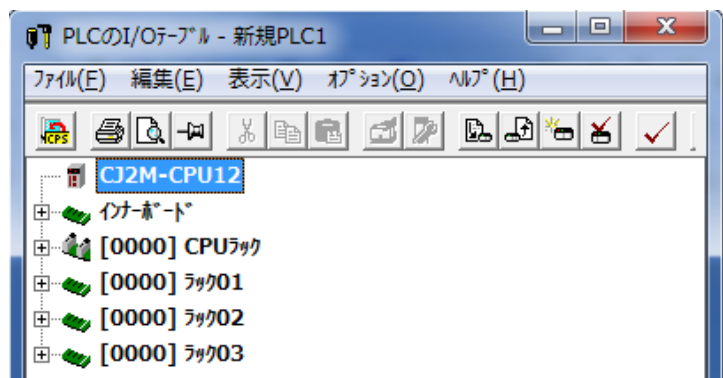 PLCのI/Oﾃｰﾌﾞﾙ - 新規PLC1
ﾌｧｲﾙ(F) 編集(E) 表示(V) ｵﾌﾟｼｮﾝ(O) ﾍﾙﾌﾟ(H)
CPS
CJ2M-CPU12
ｲﾝﾅｰﾎﾞｰﾄﾞ
[0000] CPUﾗｯｸ
[0000] ﾗｯｸ01
[0000] ﾗｯｸ02
[0000] ﾗｯｸ03